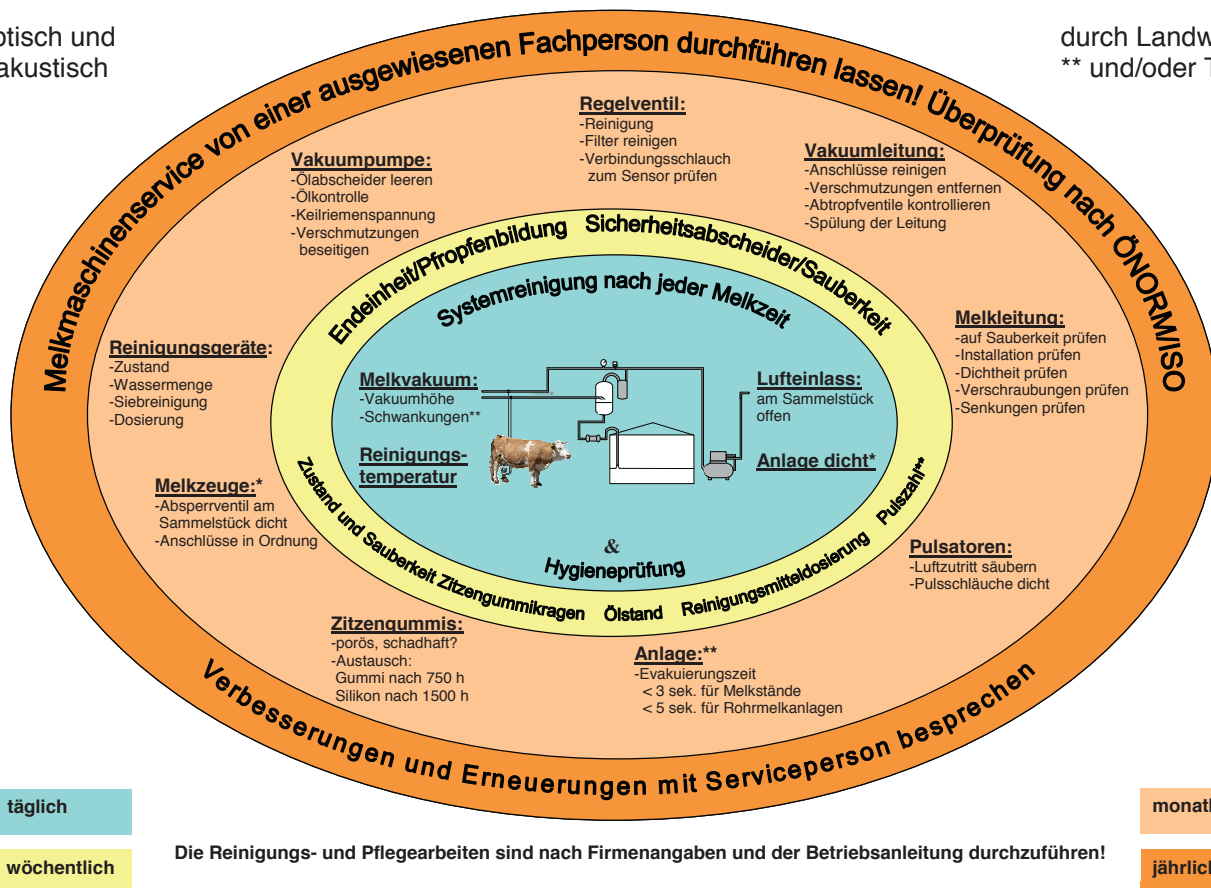 und
akustisch
durch
** und/oder
Melkmaschinenservice von einer ausgewiesenen Fachperson durchführen lassen! Überprüfung nach ÖNORM/ISO
Regelventil:
-Reinigung
-Filter reinigen
-Verbindungsschlauch
zum Sensor prüfen
Vakuumpumpe:
-Ölabscheider leeren
-Ölkontrolle
-Keilriemenspannung
-Verschmutzungen
beseitigen
Vakuumleitung:
-Anschlüsse reinigen
-Verschmutzungen entfernen
-Abtropfventile kontrollieren
-Spülung der Leitung
Endeinheit/Pfropfenbildung Sicherheitsabscheider/Sauberkeit
Systemreinigung nach jeder Melkzeit
Reinigungsgeräte:
-Zustand
-Wassermenge
-Siebreinigung
-Dosierung
Melkvakuum:
-Vakuumhöhe
-Schwankungen**
Reinigungs-
temperatur
Lufteinlass:
am Sammelstück
offen
Anlage dicht*
Melkleitung:
-auf Sauberkeit prüfen
-Installation prüfen
-Dichtheit prüfen
-Verschraubungen prüfen
-Senkungen prüfen
Melkzeuge:*
-Absperrventil am
Sammelstück dicht
-Anschlüsse in Ordnung
&
Hygieneprüfung
Zustand und Sauberkeit Zitzengummikragen Ölstand Reinigungsmitteldosierung Pulszahl**
Pulsatoren:
-Luftzutritt säubern
-Pulsschläuche dicht
Zitzengummis:
-porös, schadhaft?
-Austausch:
Gummi nach 750 h
Silikon nach 1500 h
Anlage:**
-Evakuierungszeit
< 3 sek. für Melkstände
< 5 sek. für Rohrmelkanlagen
Verbesserungen und Erneuerungen mit Serviceperson besprechen
täglich
wöchentlich
Die Reinigungs- und Pflegearbeiten sind nach Firmenangaben und der Betriebsanleitung durchzuführen!
jährlich